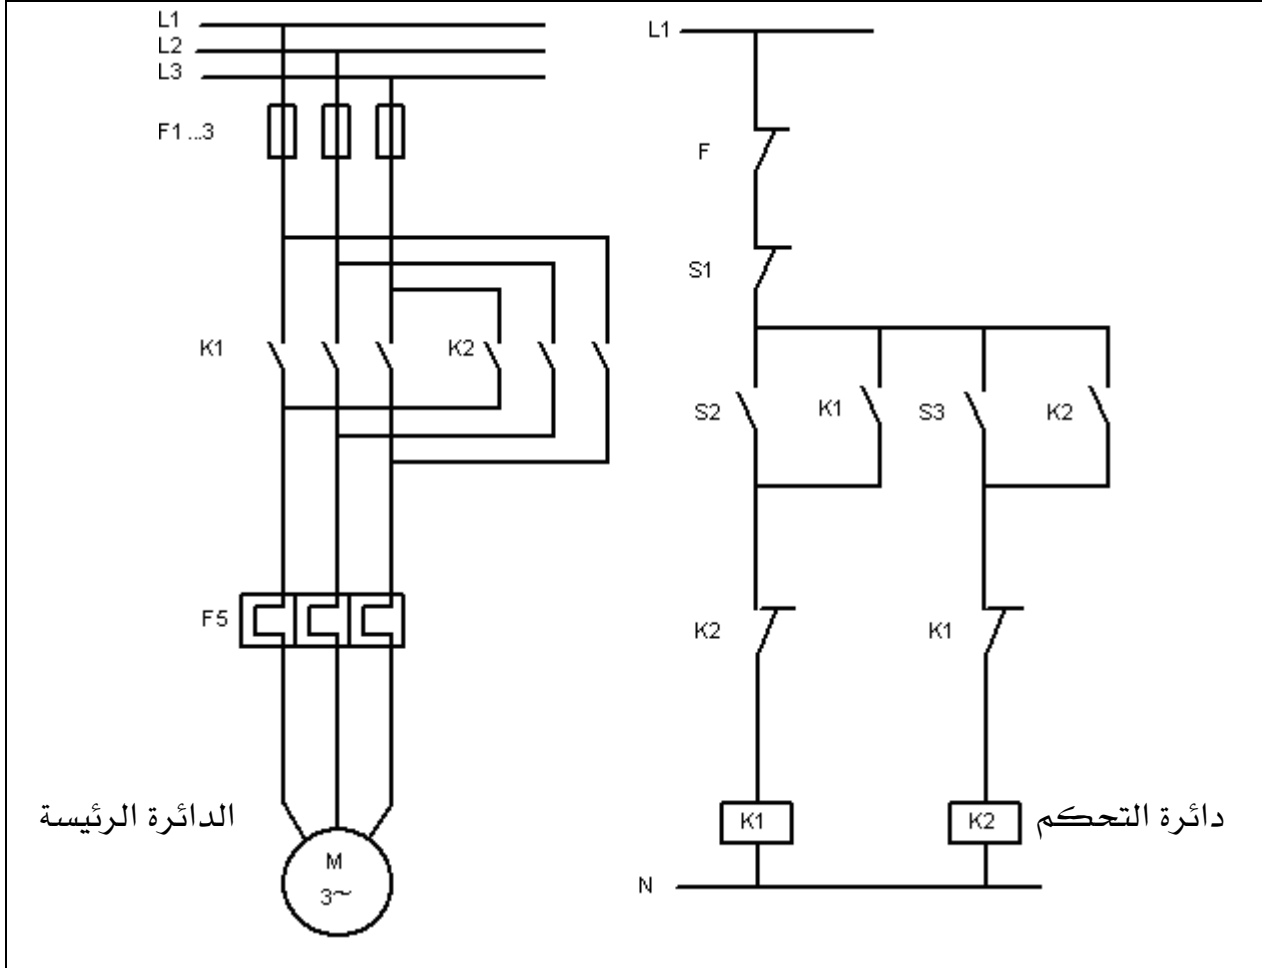 L1
L2
L3
F1...3
K1
K2
F5
M
3~
الدائرة الرئيسة
L1
F
S1
S2
K1
S3
K2
K2
K1
K1
K2
دائرة التحكم
N